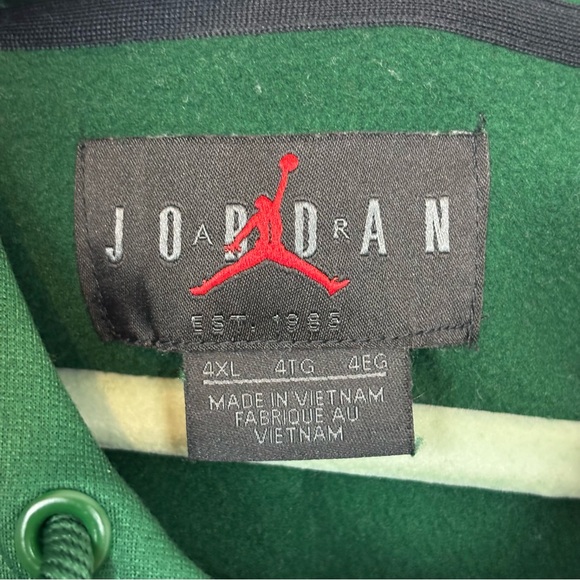 JORDAN
AIR
EST. 1985
4XL 4TG 4EG
MADE IN VIETNAM
FABRIQUE AU
VIETNAM